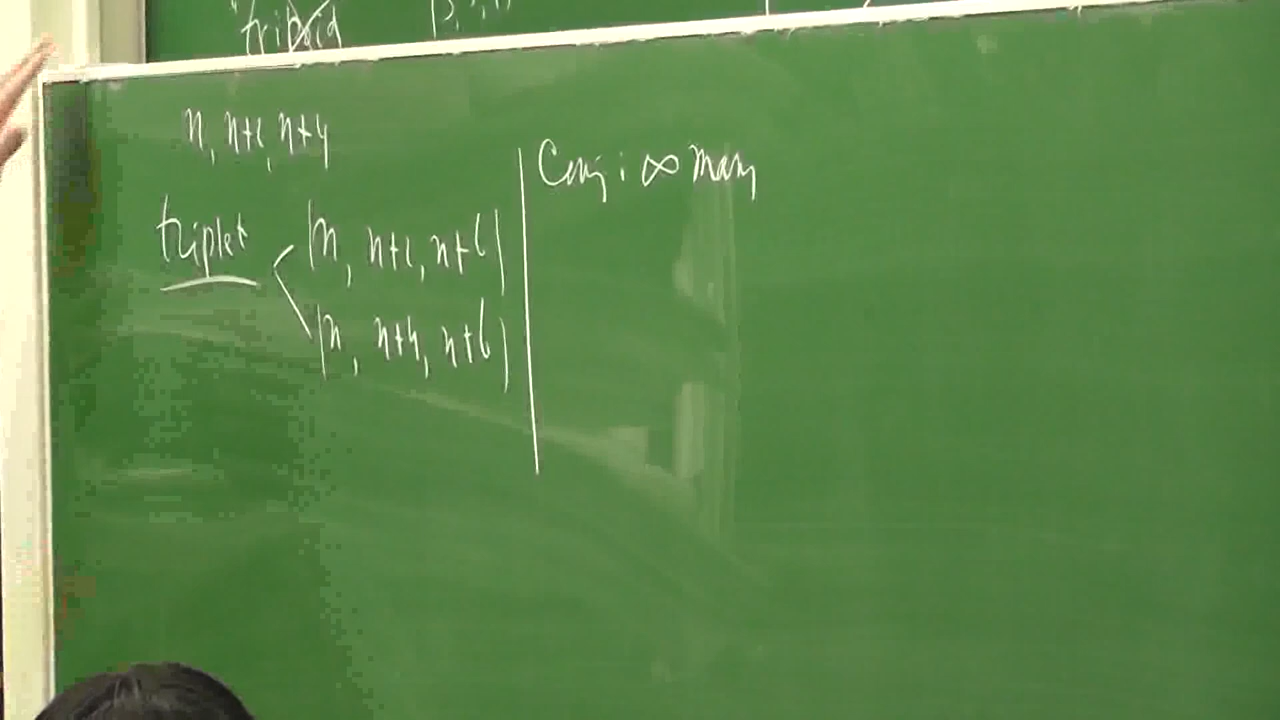 n, n+2, n+4
triplet < n, n+2, n+6
n, n+4, n+6
Conj: ∞ many